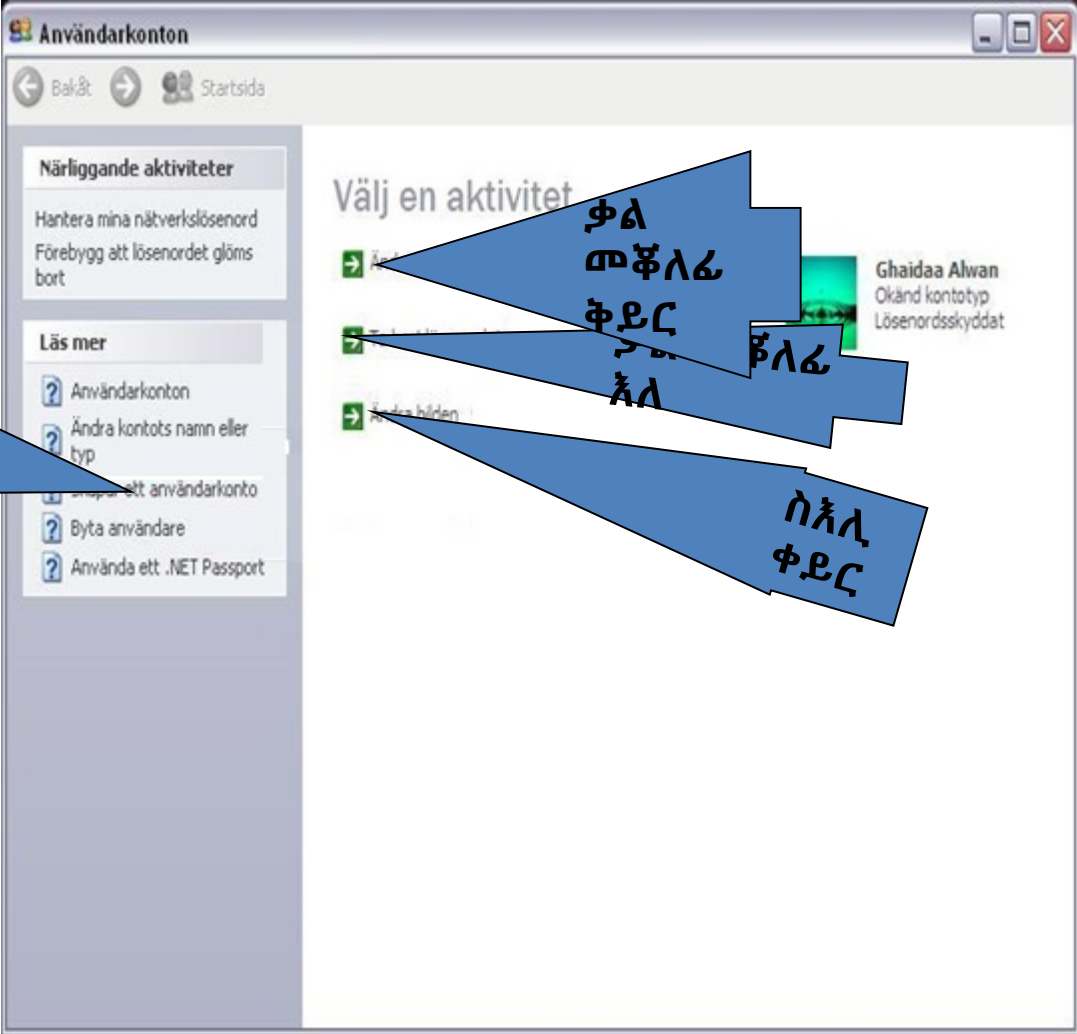 Användarkonton
Bakåt
Startsida
Närliggande aktiviteter
Hantera mina nätverkslösenord
Förebygg att lösenordet glöms
bort
Läs mer
Användarkonton
Ändra kontots namn eller
typ
ett användarkonto
Byta användare
Använda ett .NET Passport
Välj en aktivitet
Ändra bilden
ቃል
መቾለፊ
ቅይር
እለ
ስእሊ
ቀይር
Ghaidaa Alwan
Okänd kontotyp
Lösenordsskyddat